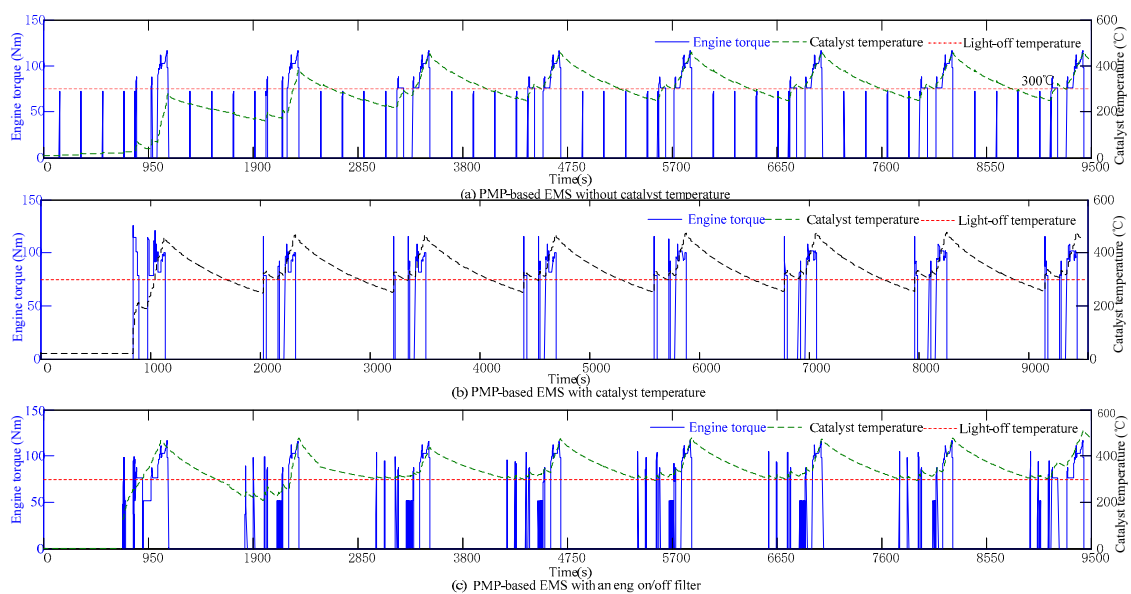 150
100
50
0
Engine torque (Nm)
Engine torque
Catalyst temperature
Light-off temperature
300℃
600
400
200
0
Catalyst temperature (℃)
0 950 1900 2850 3800 4750 5700 6650 7600 8550 9500
Time(s)
(a) PMP-based EMS without catalyst temperature
150
100
50
0
Engine torque (Nm)
Engine torque
Catalyst temperature
Light-off temperature
600
400
200
0
Catalyst temperature (℃)
0 1000 2000 3000 4000 5000 6000 7000 8000 9000
Time(s)
(b) PMP-based EMS with catalyst temperature
150
100
50
0
Engine torque (Nm)
Engine torque
Catalyst temperature
Light-off temperature
600
400
200
0
Catalyst temperature (℃)
0 950 1900 2850 3800 4750 5700 6650 7600 8550 9500
Time(s)
(c) PMP-based EMS with an eng on/off filter